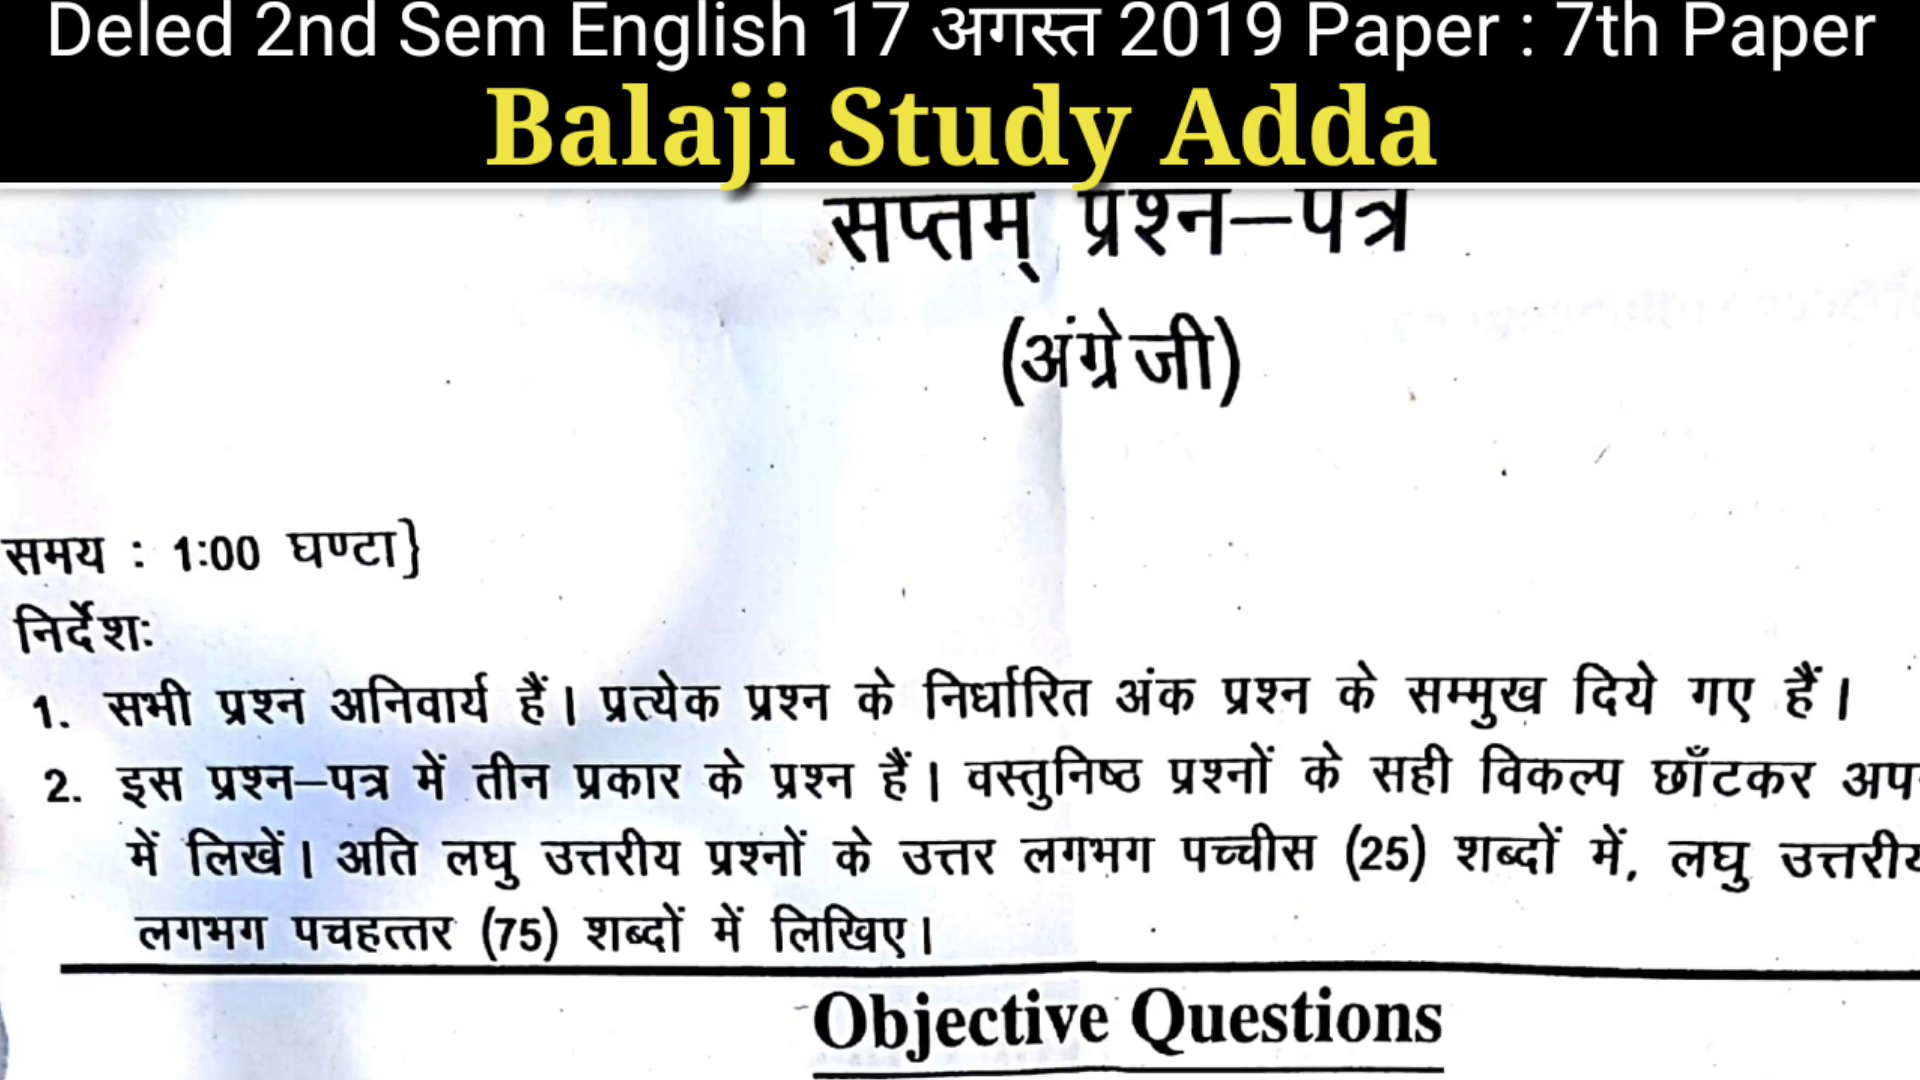 Deled 2nd Sem English 17 अगस्त 2019 Paper : 7th Paper
Balaji Study Adda
सप्तम् प्रश्न–पत्र
(अंग्रेजी)
समय : 1:00 घण्टा}
निर्देशः
1. सभी प्रश्न अनिवार्य हैं। प्रत्येक प्रश्न के निर्धारित अंक प्रश्न के सम्मुख दिये गए हैं।
2. इस प्रश्न–पत्र में तीन प्रकार के प्रश्न हैं। वस्तुनिष्ठ प्रश्नों के सही विकल्प छाँटकर अप
में लिखें। अति लघु उत्तरीय प्रश्नों के उत्तर लगभग पच्चीस (25) शब्दों में, लघु उत्तरीय
लगभग पचहत्तर (75) शब्दों में लिखिए।
Objective Questions